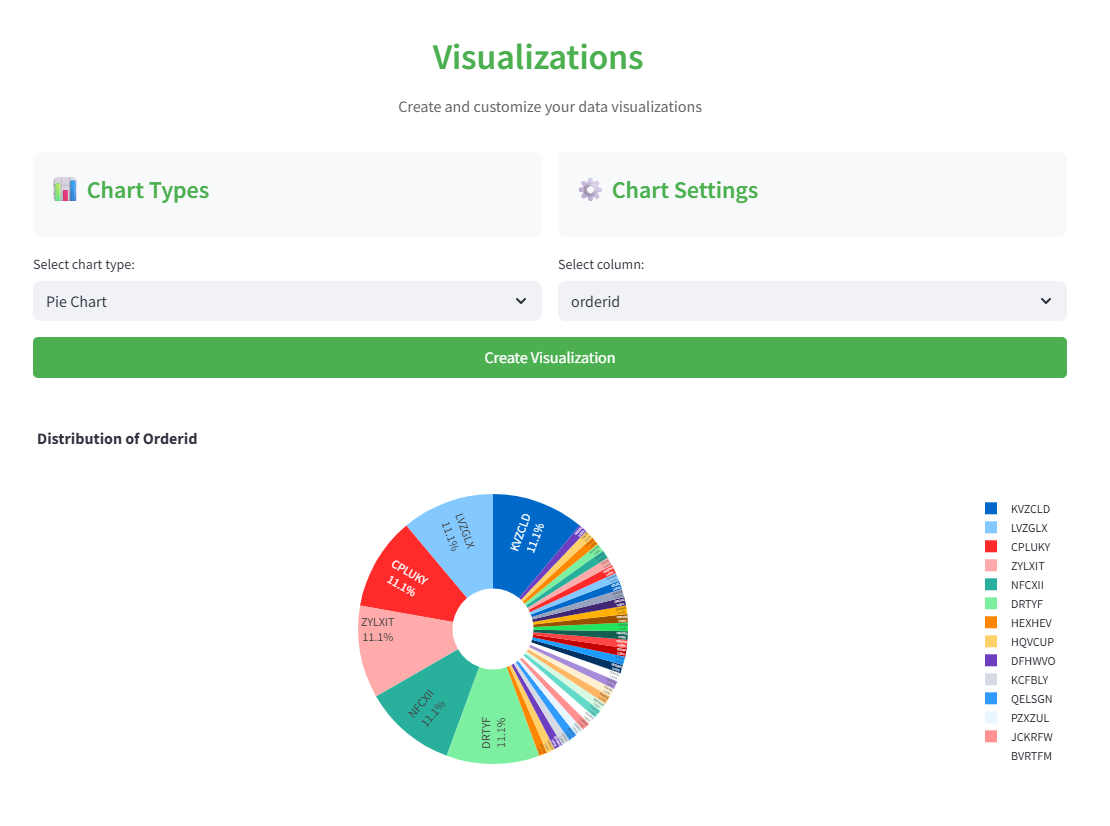 Visualizations
Create and customize your data visualizations
Chart Types
Chart Settings
Select chart type:
Select column:
Pie Chart
orderid
Create Visualization
Distribution of Orderid
LVZGLX
11.1%
KVZCLD
11.1%
CPLUKY
11.1%
ZYLXIT
11.1%
NFCXII
11.1%
DRTYF
11.1%
KVZCLD
LVZGLX
CPLUKY
ZYLXIT
NFCXII
DRTYF
HEXHEV
HQVCUP
DFHWVO
KCFBLY
QELSGN
PZXZUL
JCKRFW
BVRTFM